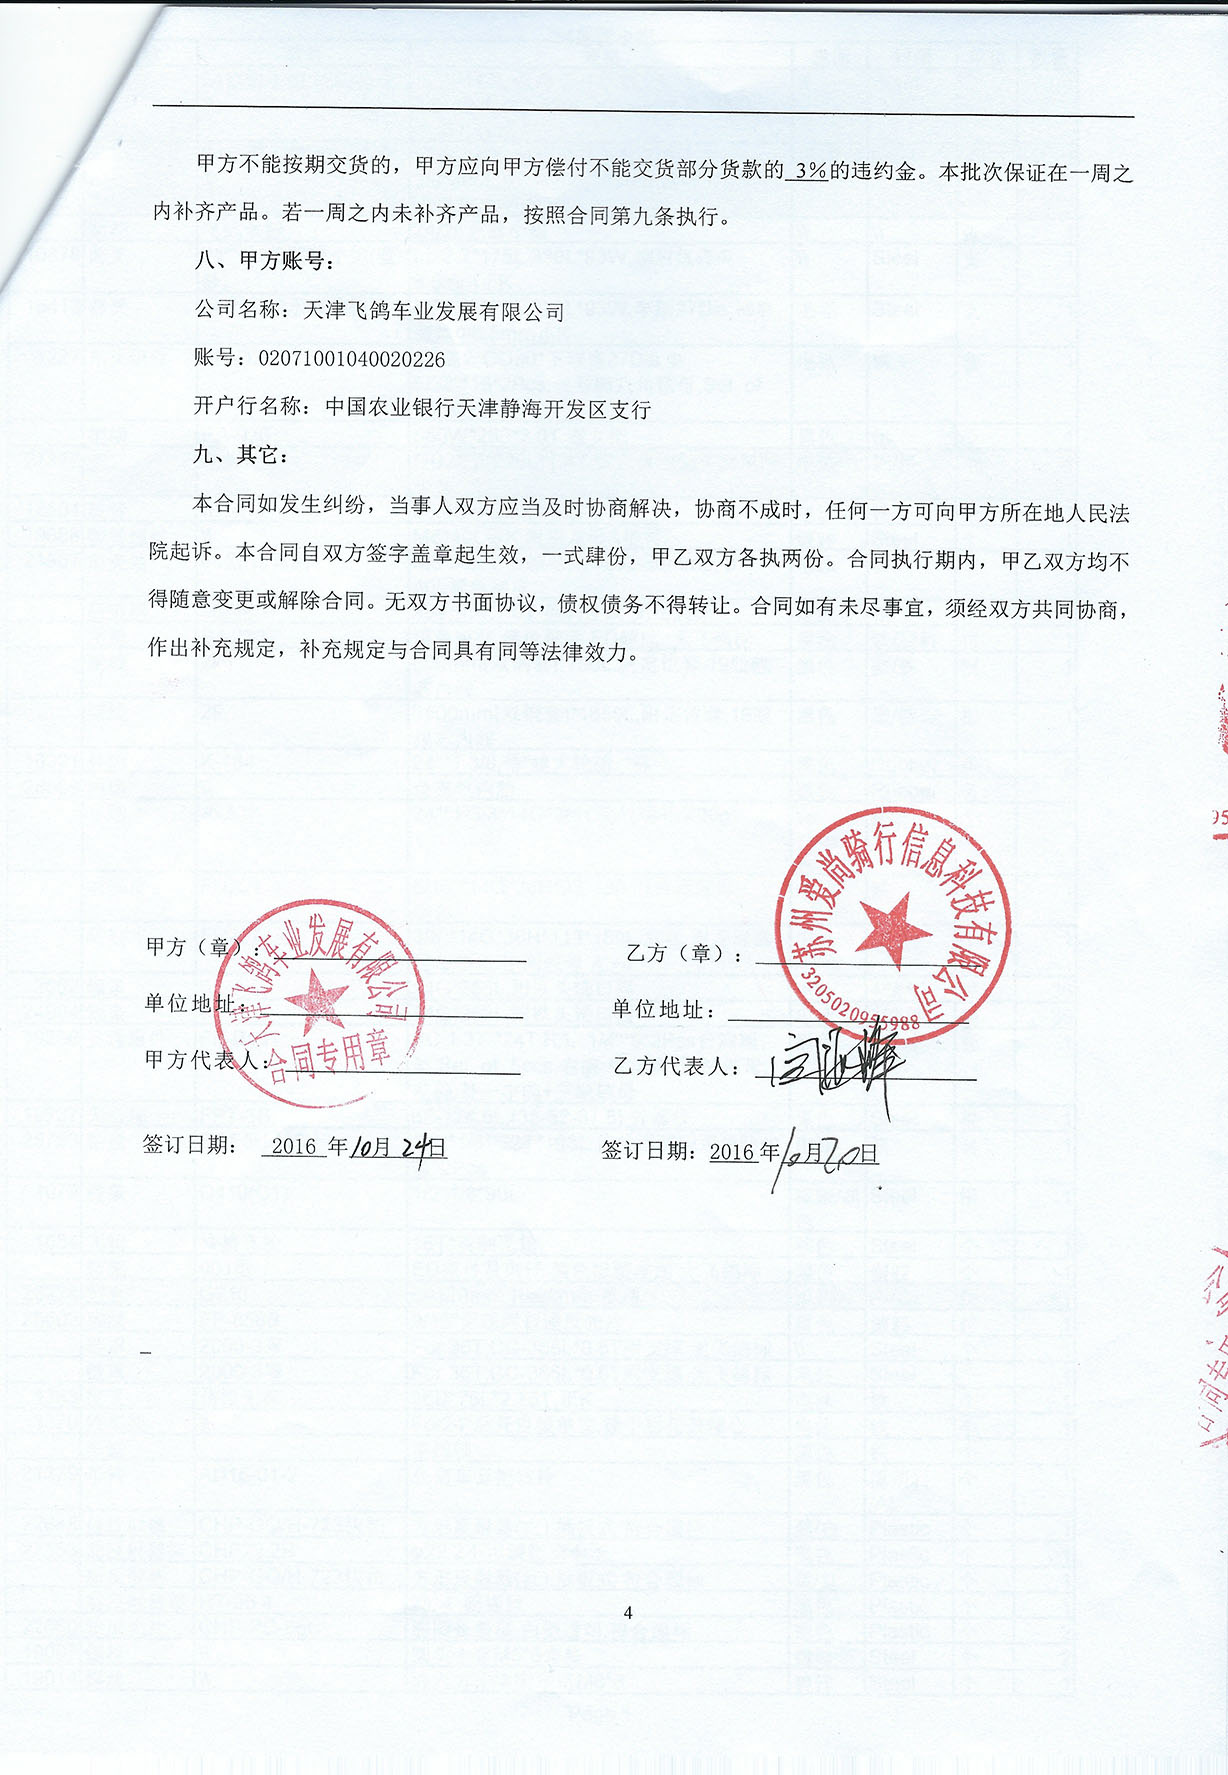 甲方不能按期交货的，甲方应向甲方偿付不能交货部分货款的 3%的违约金。本批次保证在一周之
内补齐产品。若一周之内未补齐产品，按照合同第九条执行。
八、甲方账号：
公司名称：天津飞鸽车业发展有限公司
账号：02071001040020226
开户行名称：中国农业银行天津静海开发区支行
九、其它：
本合同如发生纠纷，当事人双方应当及时协商解决，协商不成时，任何一方可向甲方所在地人民法
院起诉。本合同自双方签字盖章起生效，一式肆份，甲乙双方各执两份。合同执行期内，甲乙双方均不
得随意变更或解除合同。无双方书面协议，债权债务不得转让。合同如有未尽事宜，须经双方共同协商，
作出补充规定，补充规定与合同具有同等法律效力。
甲方（章）：
天津飞鸽车业发展有限公司
合同专用章
单位地址：
甲方代表人：
签订日期： 2016 年10月24日
乙方（章）：
苏州爱尚骑行信息科技有限公司
3205020955988
单位地址：
乙方代表人：
签订日期：2016年10月20日
4